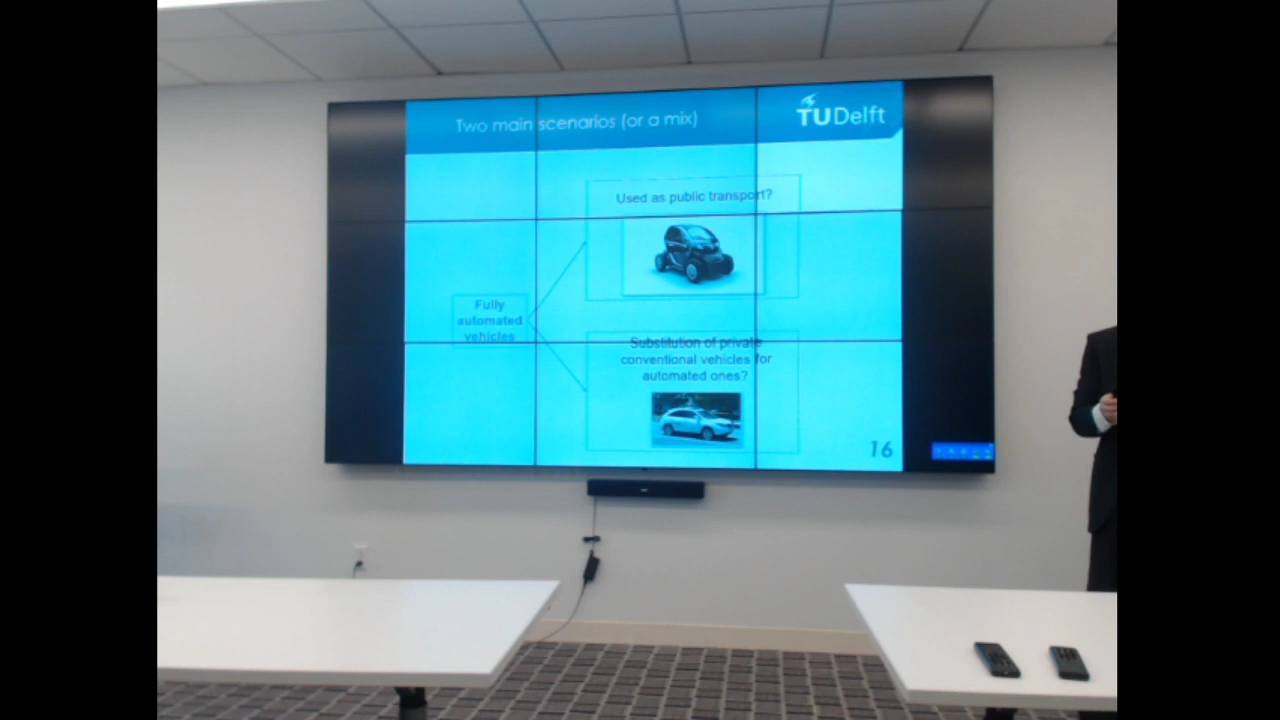 Two main scenarios (or a mix)
TUDelft
Used as public transport?
Fully
automated
vehicles
Substitution of private
conventional vehicles for
automated ones?
16